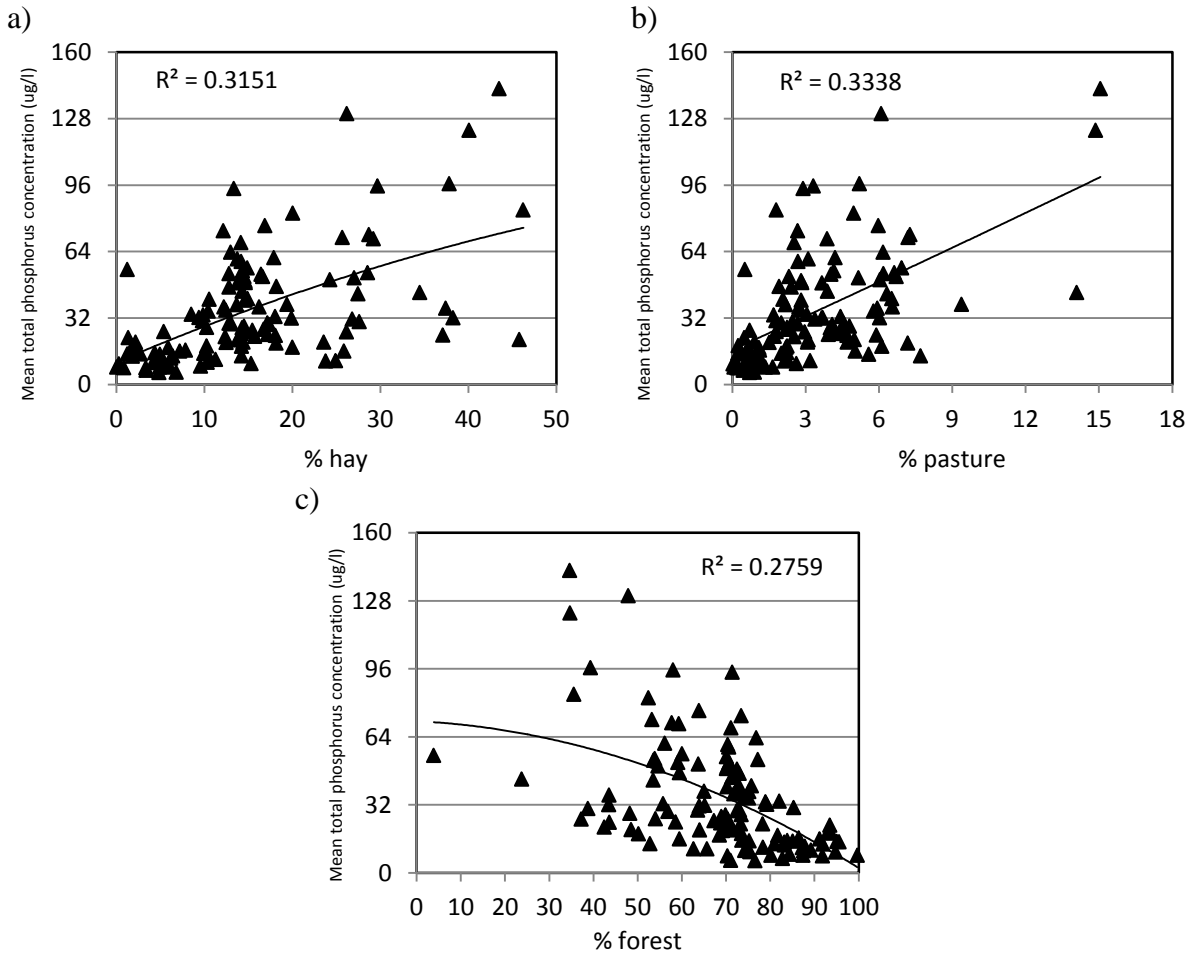 a)
160
128
96
64
32
0
Mean total phosphorus concentration (ug/l)
R² = 0.3151
0 10 20 30 40 50
% hay
b)
160
128
96
64
32
0
Mean total phosphorus concentration (ug/l)
R² = 0.3338
0 3 6 9 12 15 18
% pasture
c)
160
128
96
64
32
0
Mean total phosphorus concentration (ug/l)
R² = 0.2759
0 10 20 30 40 50 60 70 80 90 100
% forest